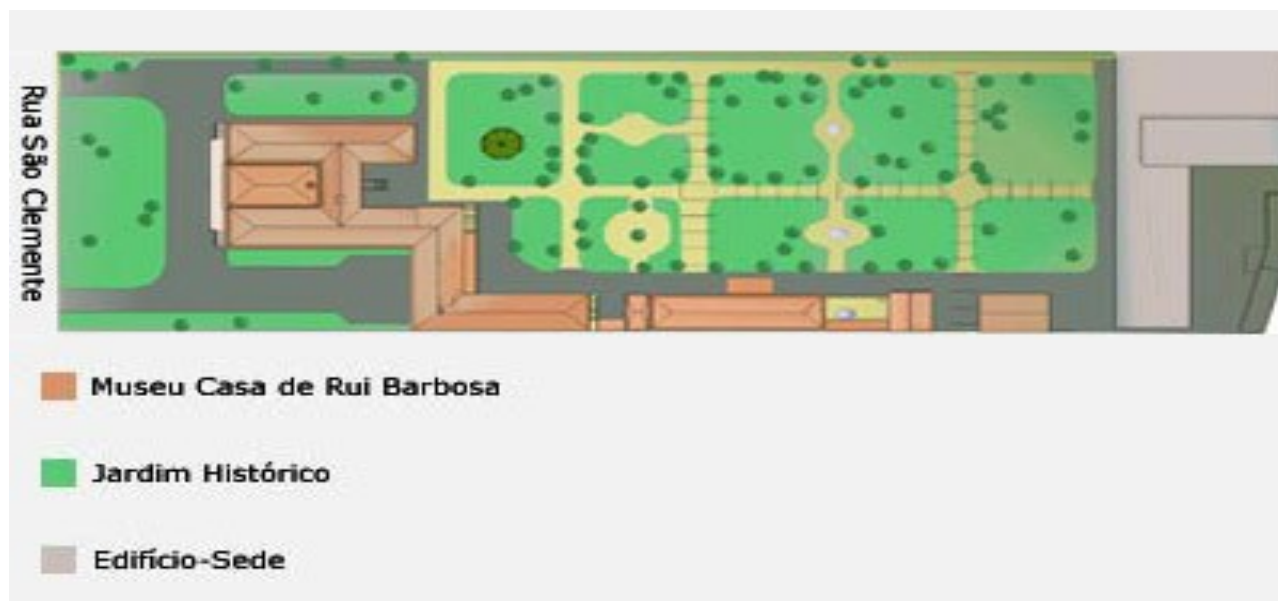 Rua São Clemente
Museu Casa de Rui Barbosa
Jardim Histórico
Edifício-Sede